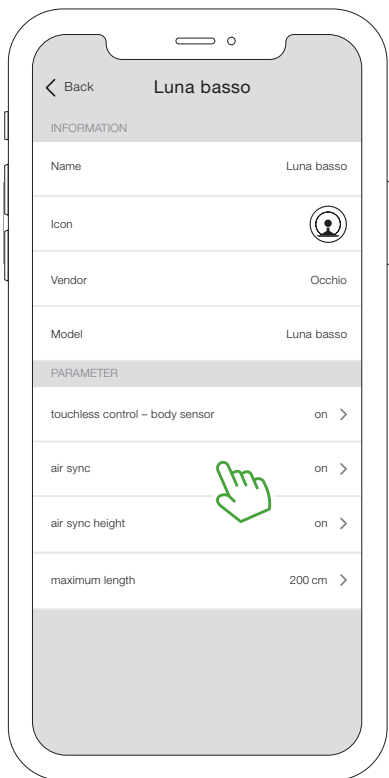 Back Luna basso
INFORMATION
Name Luna basso
Icon
Vendor Occhio
Model Luna basso
PARAMETER
touchless control – body sensor on
air sync on
air sync height on
maximum length 200 cm